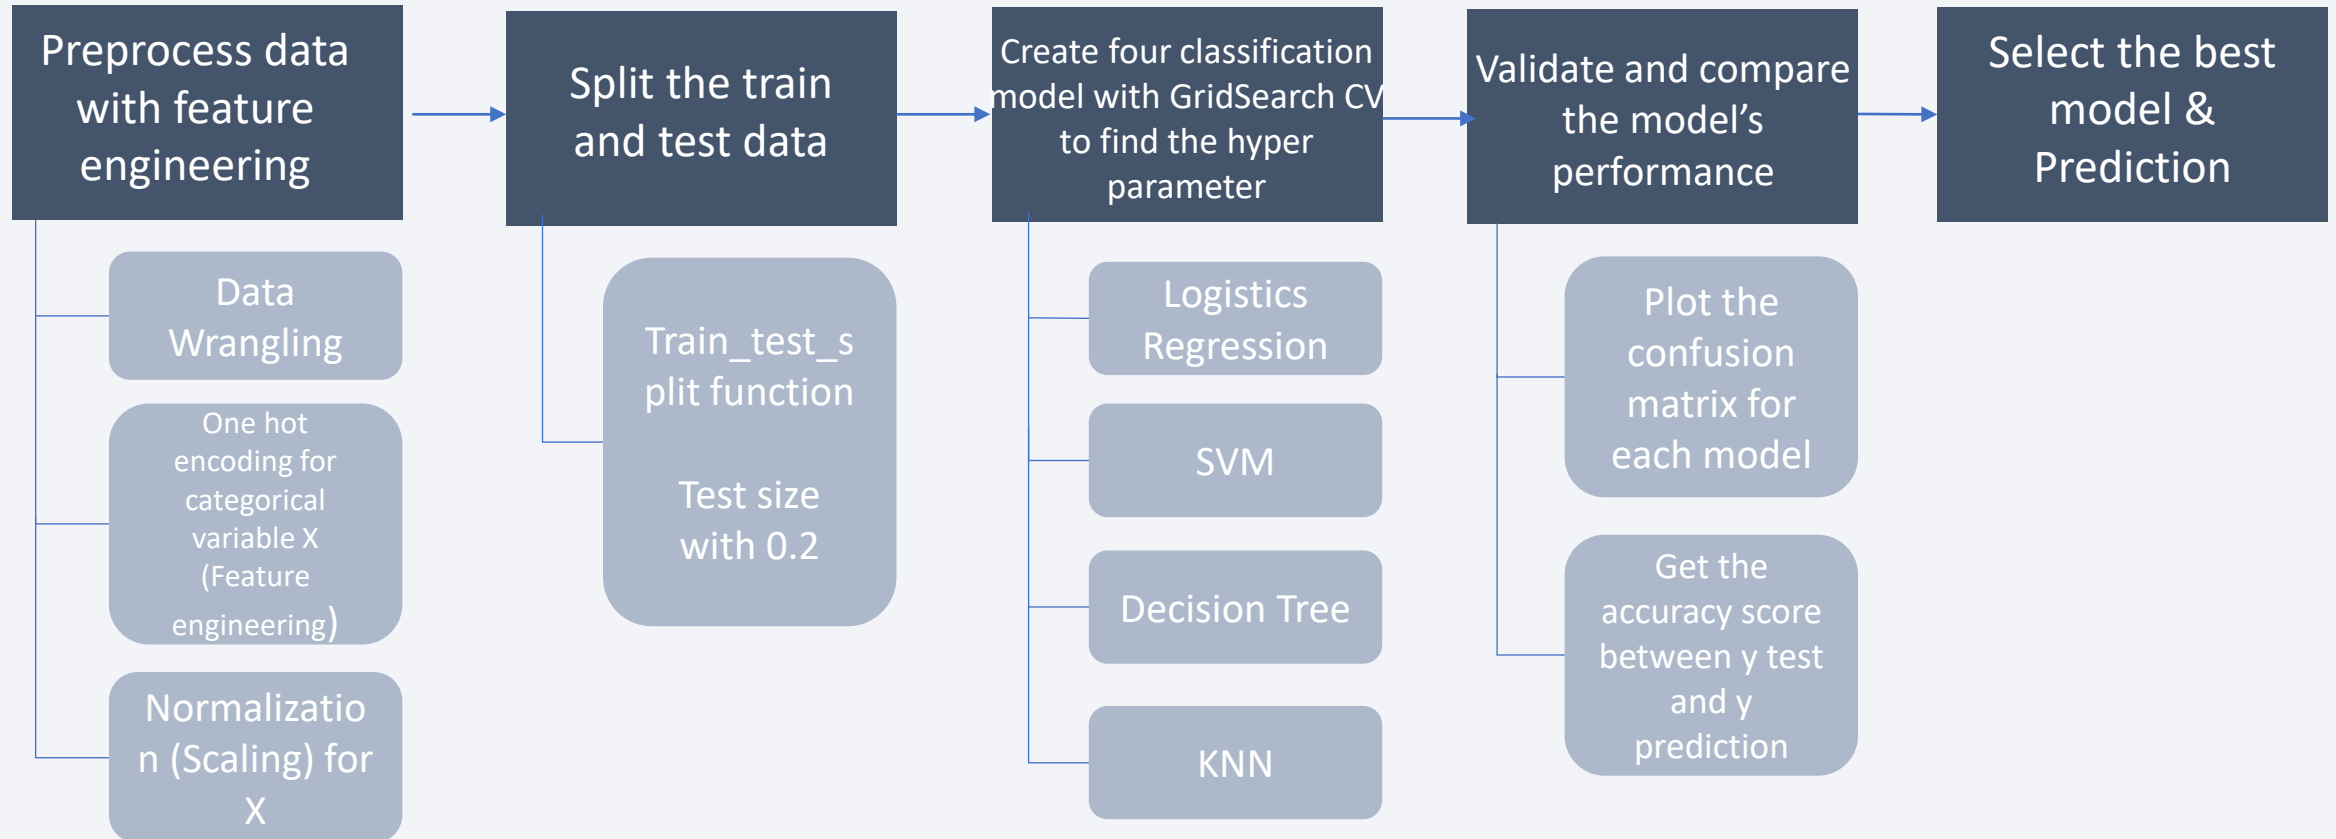 Preprocess data
with feature
engineering
Data
Wrangling
One hot
encoding for
categorical
variable X
(Feature
engineering)
Normalizatio
n (Scaling) for
X
Split the train
and test data
Train_test_s
plit function
Test size
with 0.2
Create four classification
model with GridSearch CV
to find the hyper
parameter
Logistics
Regression
SVM
Decision Tree
KNN
Validate and compare
the model’s
performance
Plot the
confusion
matrix for
each model
Get the
accuracy score
between y test
and y
prediction
Select the best
model &
Prediction